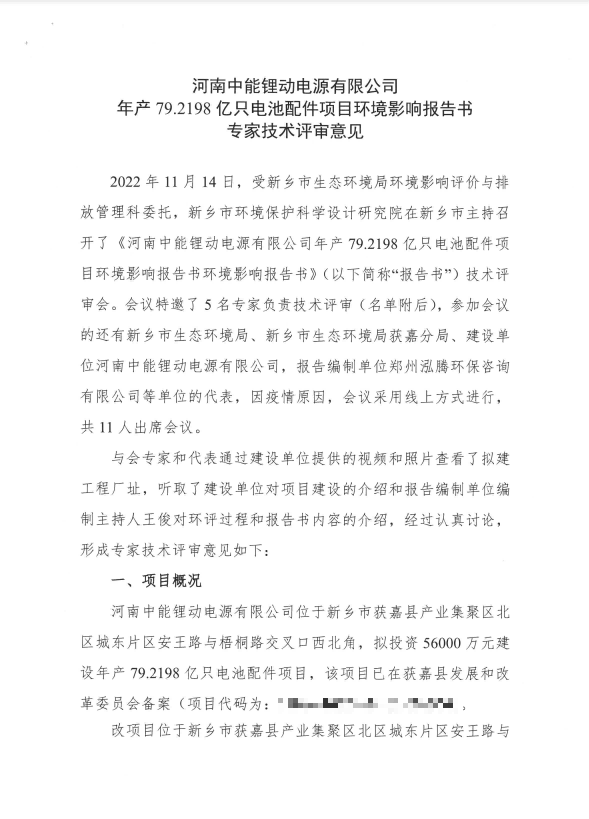 河南中能锂动电源有限公司
年产 79.2198 亿只电池配件项目环境影响报告书
专家技术评审意见
2022 年 11 月 14 日，受新乡市生态环境局环境影响评价与排
放管理科委托，新乡市环境保护科学设计研究院在新乡市主持召
开了《河南中能锂动电源有限公司年产 79.2198 亿只电池配件项
目环境影响报告书环境影响报告书》（以下简称“报告书”）技术评
审会。会议特邀了 5 名专家负责技术评审（名单附后），参加会议
的还有新乡市生态环境局、新乡市生态环境局获嘉分局、建设单
位河南中能锂动电源有限公司，报告编制单位郑州泓腾环保咨询
有限公司等单位的代表，因疫情原因，会议采用线上方式进行，
共 11 人出席会议。
与会专家和代表通过建设单位提供的视频和照片查看了拟建
工程厂址，听取了建设单位对项目建设的介绍和报告编制单位编
制主持人王俊对环评过程和报告书内容的介绍，经过认真讨论，
形成专家技术评审意见如下：
一、项目概况
河南中能锂动电源有限公司位于新乡市获嘉县产业集聚区北
区城东片区安王路与梧桐路交叉口西北角，拟投资 56000 万元建
设年产 79.2198 亿只电池配件项目，该项目已在获嘉县发展和改
革委员会备案（项目代码为：
改项目位于新乡市获嘉县产业集聚区北区城东片区安王路与